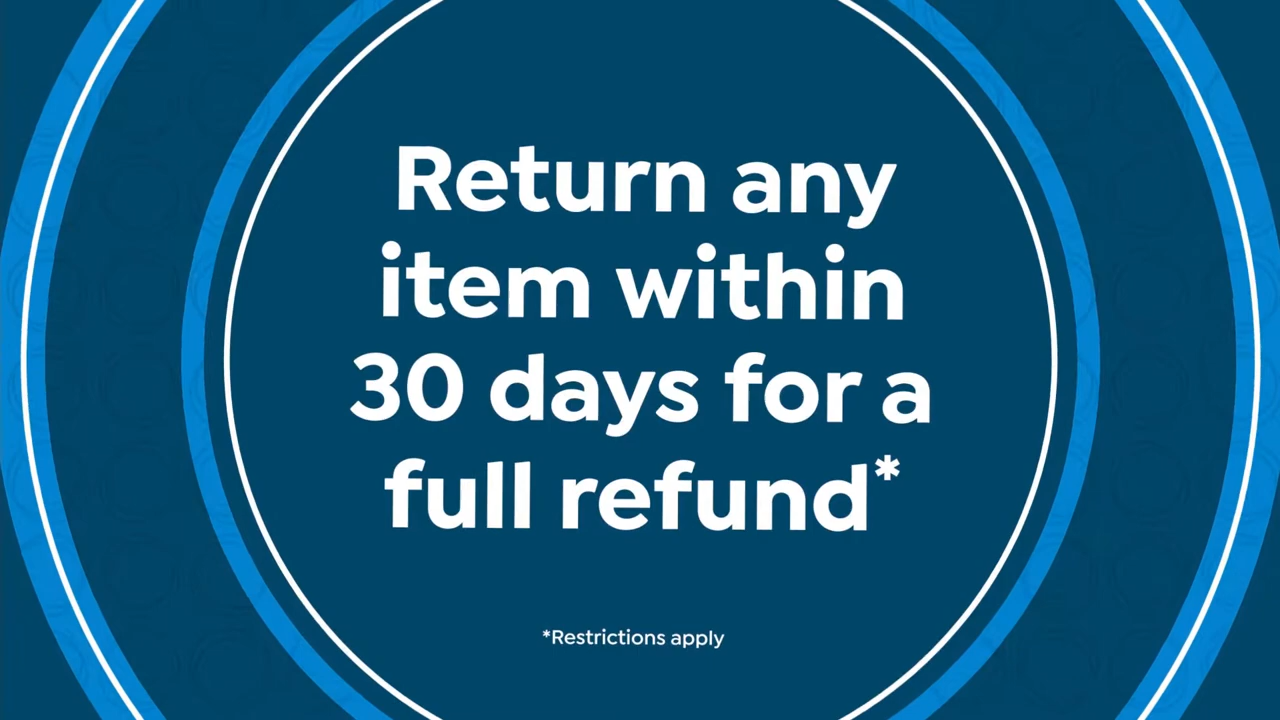 Return any
item within
30 days for a
full refund*
*Restrictions apply